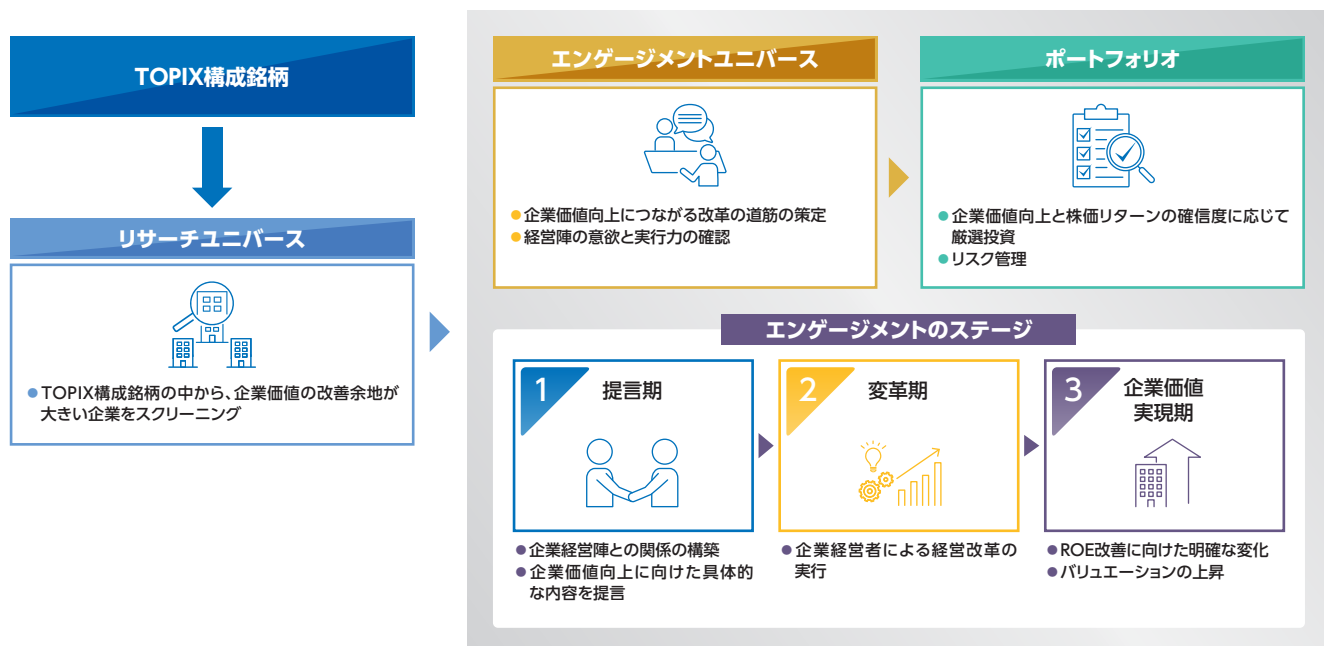 TOPIX構成銘柄
リサーチユニバース
●TOPIX構成銘柄の中から、企業価値の改善余地が
大きい企業をスクリーニング
エンゲージメントユニバース
●企業価値向上につながる改革の道筋の策定
●経営陣の意欲と実行力の確認
ポートフォリオ
●企業価値向上と株価リターンの確信度に応じて
厳選投資
●リスク管理
エンゲージメントのステージ
1 提言期
●企業経営陣との関係の構築
●企業価値向上に向けた具体的
な内容を提言
2 変革期
●企業経営者による経営改革の
実行
3 企業価値
実現期
●ROE改善に向けた明確な変化
●バリュエーションの上昇